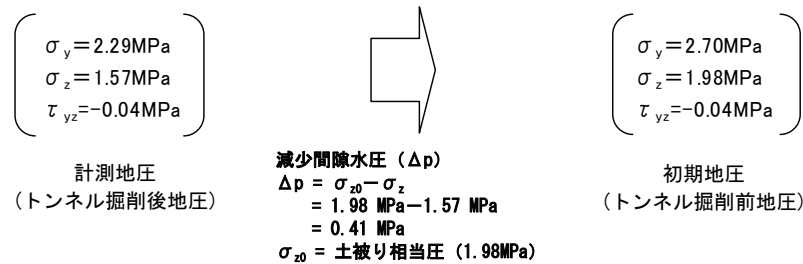 σy=2.29MPa
σz=1.57MPa
τyz=-0.04MPa
計測地圧
(トンネル掘削後地圧)
減少間隙水圧(Δp)
Δp = σz0-σz
= 1.98 MPa-1.57 MPa
= 0.41 MPa
σz0 = 土被り相当圧 (1.98MPa)
σy=2.70MPa
σz=1.98MPa
τyz=-0.04MPa
初期地圧
(トンネル掘削前地圧)